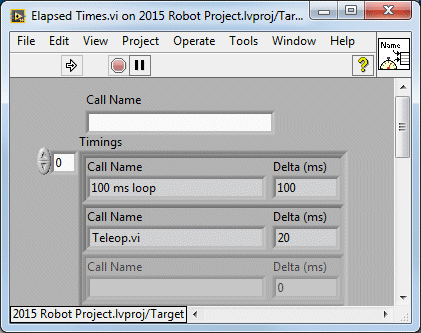 Elapsed Times.vi on 2015 Robot Project.lvproj/Tar...
File Edit View Project Operate Tools Window Help
Name
?
Call Name
Timings
0
Call Name Delta (ms)
100 ms loop 100
Call Name Delta (ms)
Teleop.vi 20
Call Name Delta (ms)
0
2015 Robot Project.lvproj/Target